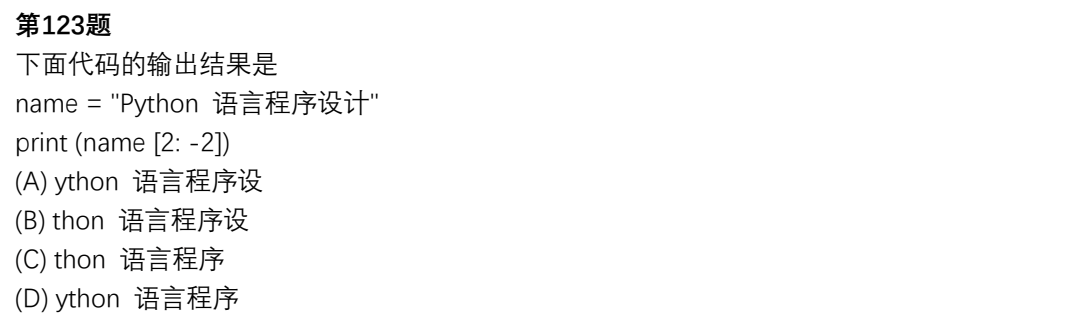 第123题
下面代码的输出结果是
name = "Python  语言程序设计"
print (name [2: -2])
(A) ython  语言程序设
(B) thon  语言程序设
(C) thon  语言程序
(D) ython  语言程序